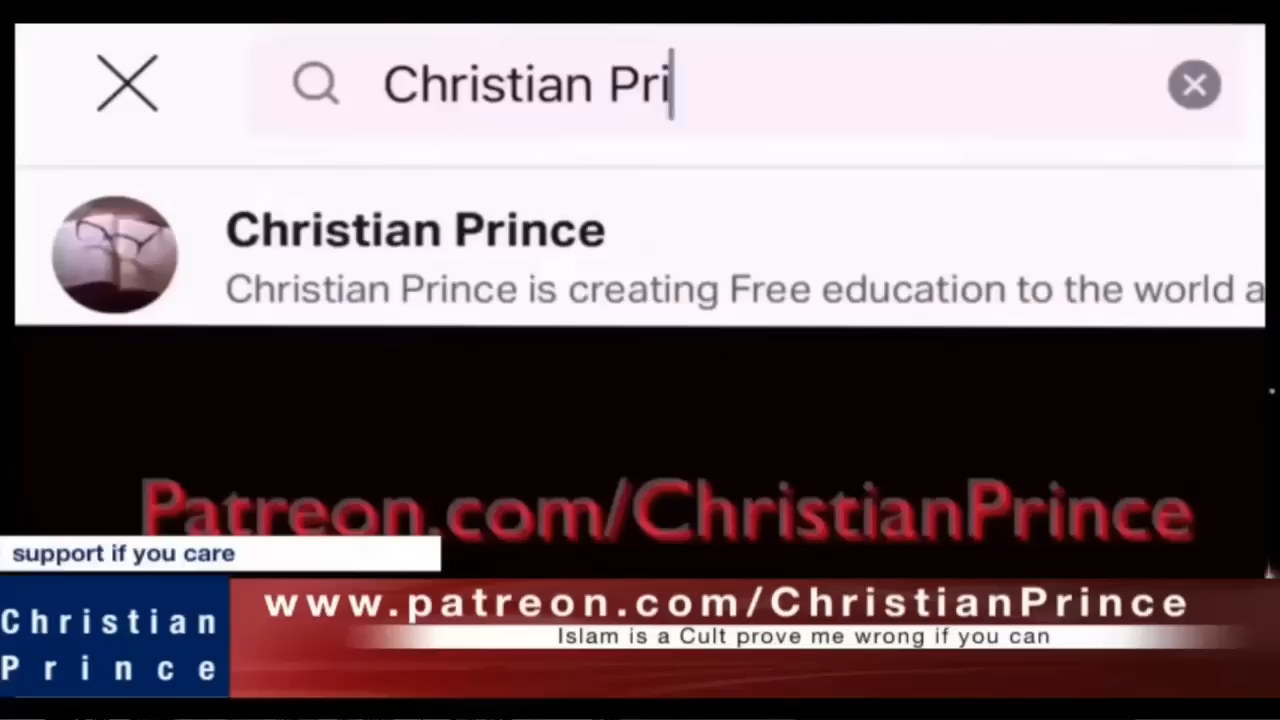 Christian Pri
Christian Prince
Christian Prince is creating Free education to the world a
Patreon.com/ChristianPrince
support if you care
Christian
Prince
www.patreon.com/ChristianPrince
Islam is a Cult prove me wrong if you can